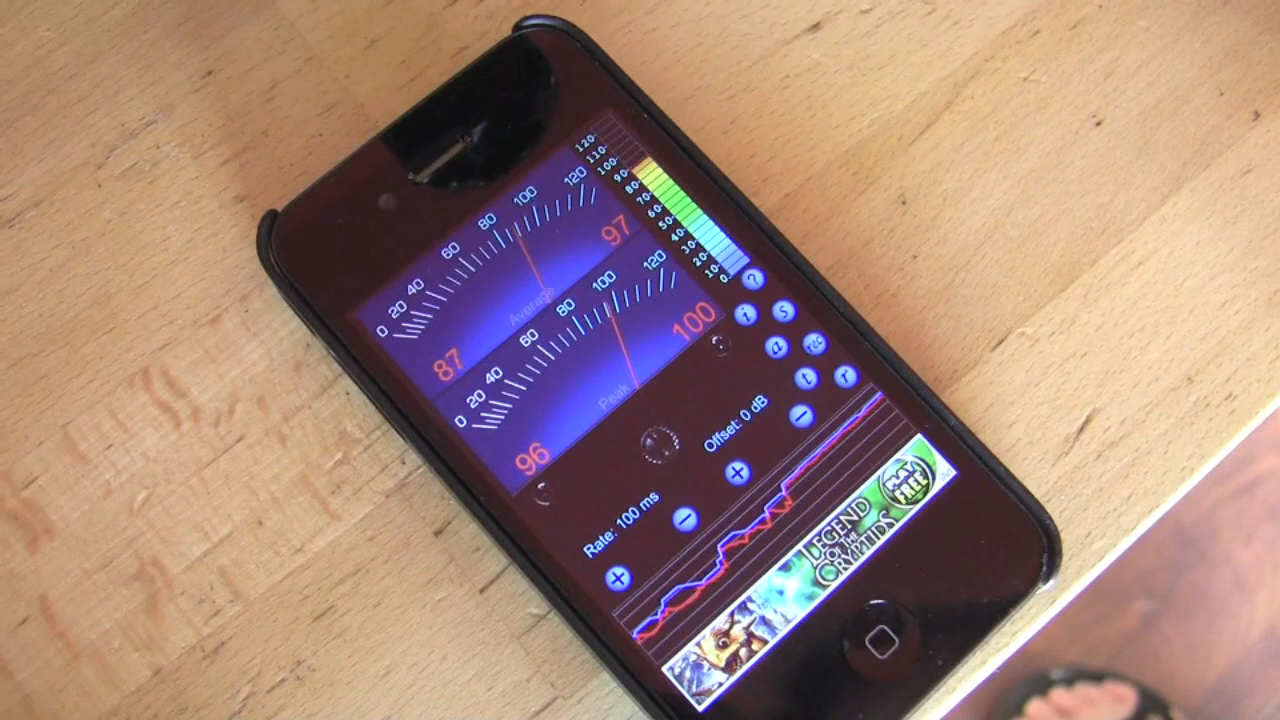 0 20 40 60 80 100 120
Average
87
97
0 20 40 60 80 100 120
Peak
96
100
120-
110-
100-
90-
80-
70-
60-
50-
40-
30-
20-
10-
0-
?
i s
a rec
t r
Offset: 0 dB
+ −
Rate: 100 ms
+ −
LEGEND
OF THE
CRYPTIDS
PLAY
FREE